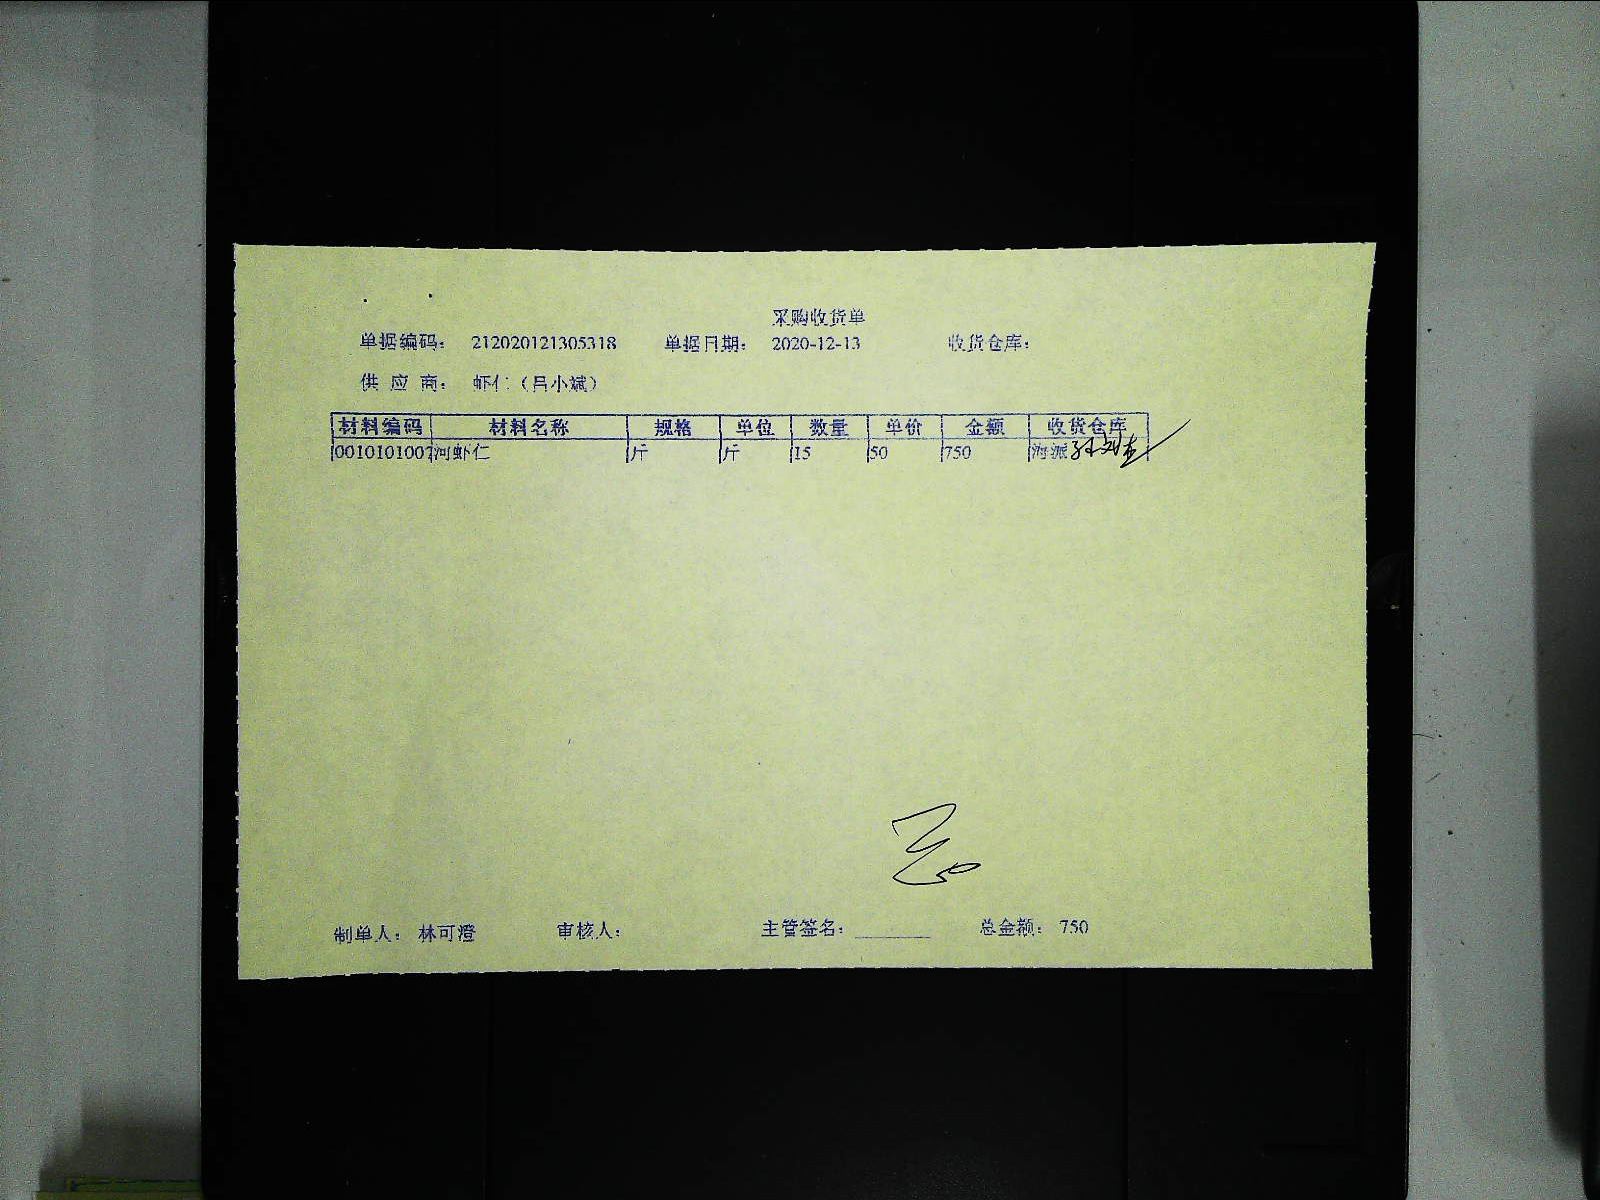 采购收货单
单据编码： 212020121305318 单据日期： 2020-12-13 收货仓库：
供 应 商： 虾仁（吕小斌）
材料编码 材料名称 规格 单位 数量 单价 金额 收货仓库
0010101007 河虾仁 斤 斤 15 50 750 海派
制单人： 林可澄 审核人： 主管签名： ________ 总金额： 750